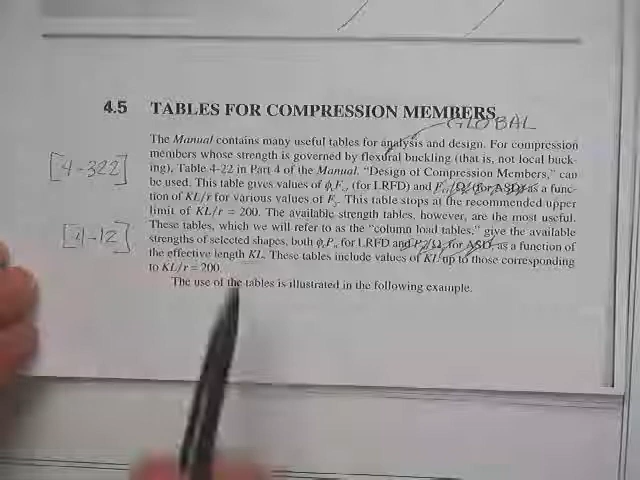 4.5 TABLES FOR COMPRESSION MEMBERS
GLOBAL
The Manual contains many useful tables for analysis and design. For compression
members whose strength is governed by flexural buckling (that is, not local buck-
[4-322]
ing), Table 4-22 in Part 4 of the Manual, "Design of Compression Members," can
be used. This table gives values of ϕcFcr (for LRFD) and Fcr/Ωc (for ASD) as a func-
tion of KL/r for various values of Fy. This table stops at the recommended upper
limit of KL/r = 200. The available strength tables, however, are the most useful.
[4-12]
These tables, which we will refer to as the "column load tables," give the available
strengths of selected shapes, both ϕcPn for LRFD and Pn/Ωc for ASD, as a function of
the effective length KL. These tables include values of KL up to those corresponding
to KL/r = 200.
The use of the tables is illustrated in the following example.